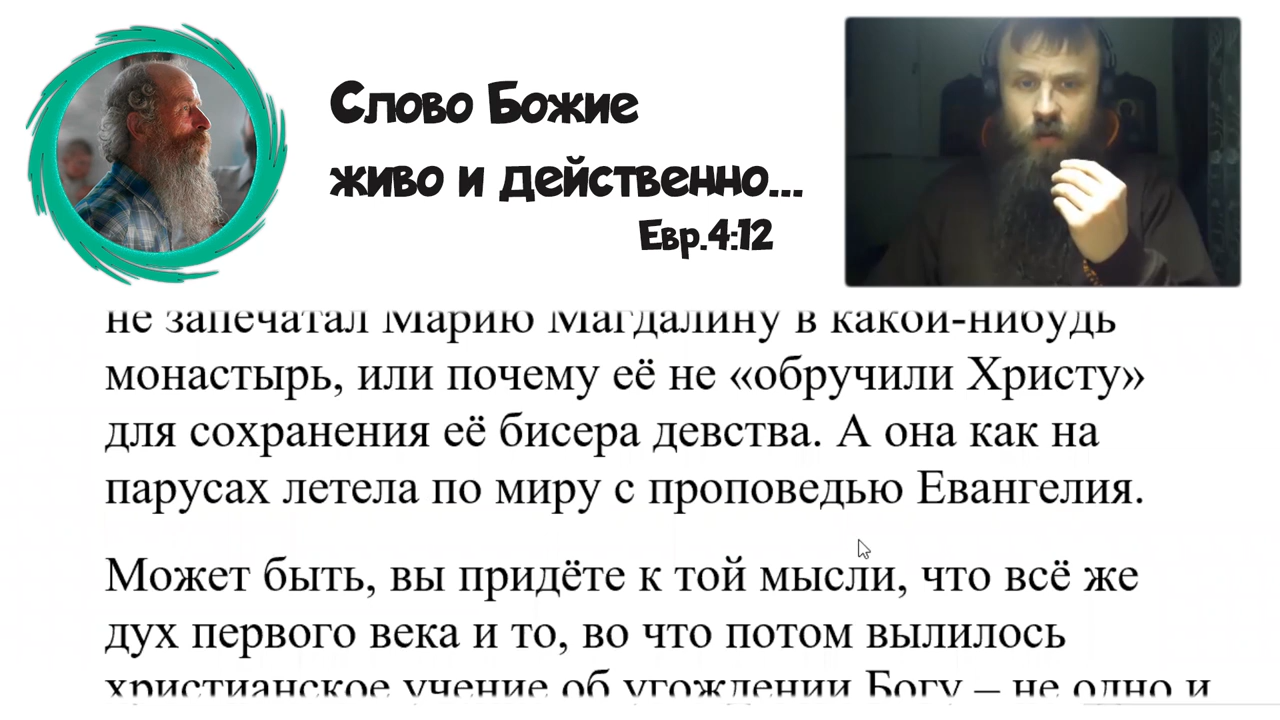 Слово Божие
живо и действенно...
Евр.4:12
не запечатал Марию Магдалину в какой-нибудь
монастырь, или почему её не «обручили Христу»
для сохранения её бисера девства. А она как на
парусах летела по миру с проповедью Евангелия.
Может быть, вы придёте к той мысли, что всё же
дух первого века и то, во что потом вылилось
христианское учение об угождении Богу – не одно и